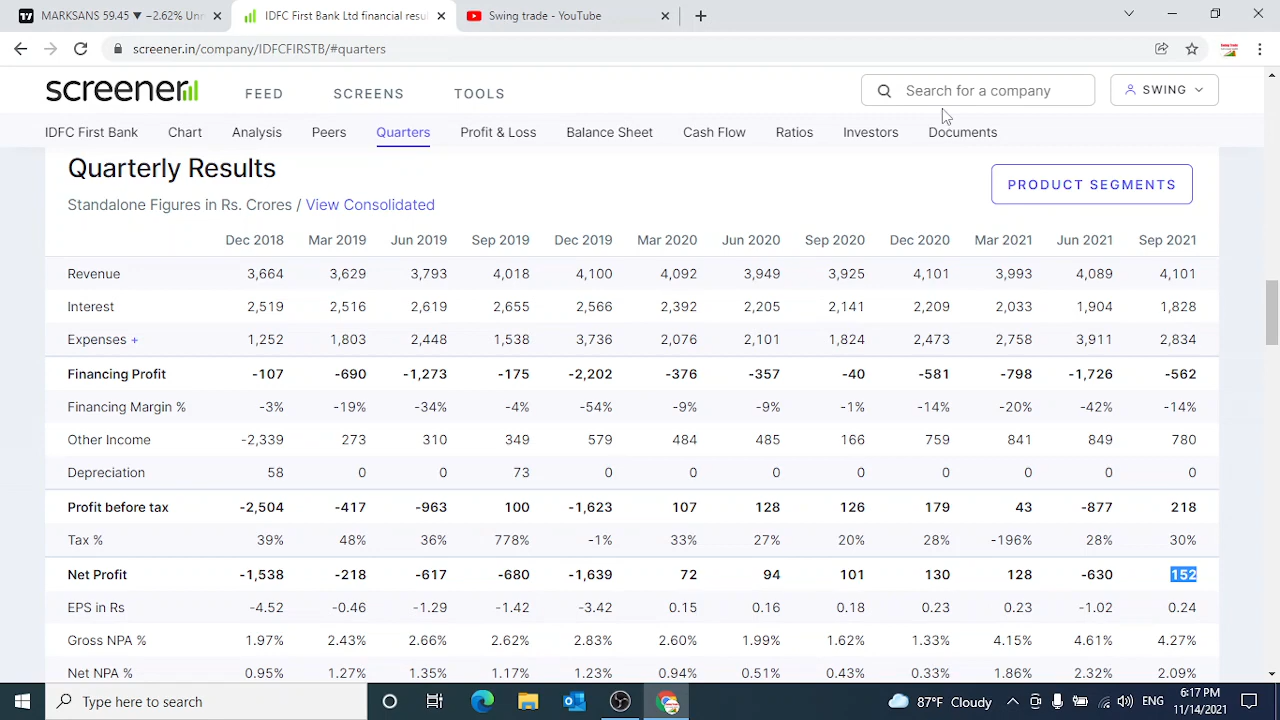 MARKSANS 59.45 ▼ −2.62% Unr
IDFC First Bank Ltd financial resul
Swing trade - YouTube
screener.in/company/IDFCFIRSTB/#quarters
screener FEED SCREENS TOOLS Search for a company SWING
IDFC First Bank Chart Analysis Peers Quarters Profit & Loss Balance Sheet Cash Flow Ratios Investors Documents
Quarterly Results
PRODUCT SEGMENTS
Standalone Figures in Rs. Crores / View Consolidated
Dec 2018 Mar 2019 Jun 2019 Sep 2019 Dec 2019 Mar 2020 Jun 2020 Sep 2020 Dec 2020 Mar 2021 Jun 2021 Sep 2021
Revenue 3,664 3,629 3,793 4,018 4,100 4,092 3,949 3,925 4,101 3,993 4,089 4,101
Interest 2,519 2,516 2,619 2,655 2,566 2,392 2,205 2,141 2,209 2,033 1,904 1,828
Expenses + 1,252 1,803 2,448 1,538 3,736 2,076 2,101 1,824 2,473 2,758 3,911 2,834
Financing Profit -107 -690 -1,273 -175 -2,202 -376 -357 -40 -581 -798 -1,726 -562
Financing Margin % -3% -19% -34% -4% -54% -9% -9% -1% -14% -20% -42% -14%
Other Income -2,339 273 310 349 579 484 485 166 759 841 849 780
Depreciation 58 0 0 73 0 0 0 0 0 0 0 0
Profit before tax -2,504 -417 -963 100 -1,623 107 128 126 179 43 -877 218
Tax % 39% 48% 36% 778% -1% 33% 27% 20% 28% -196% 28% 30%
Net Profit -1,538 -218 -617 -680 -1,639 72 94 101 130 128 -630 152
EPS in Rs -4.52 -0.46 -1.29 -1.42 -3.42 0.15 0.16 0.18 0.23 0.23 -1.02 0.24
Gross NPA % 1.97% 2.43% 2.66% 2.62% 2.83% 2.60% 1.99% 1.62% 1.33% 4.15% 4.61% 4.27%
Net NPA % 0.95% 1.27% 1.35% 1.17% 1.23% 0.94% 0.51% 0.43% 0.33% 1.86% 2.32% 2.09%
Type here to search
87°F Cloudy
ENG
6:17 PM
11/14/2021